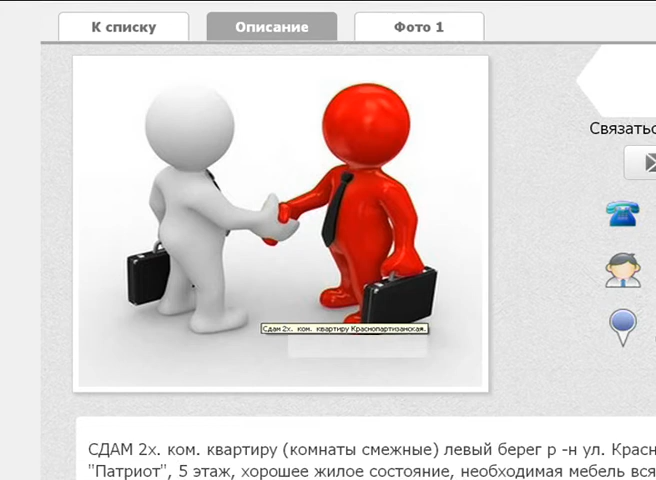 К списку
Описание
Фото 1
Связатьс
Сдам 2х. ком. квартиру Краснопартизанская.
СДАМ 2х. ком. квартиру (комнаты смежные) левый берег р -н ул. Красн
"Патриот", 5 этаж, хорошее жилое состояние, необходимая мебель вся